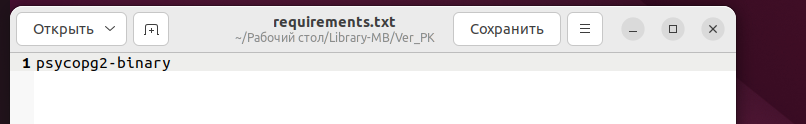 Открыть
requirements.txt
~/Рабочий стол/Library-MB/Ver_PK
Сохранить
1 psycopg2-binary